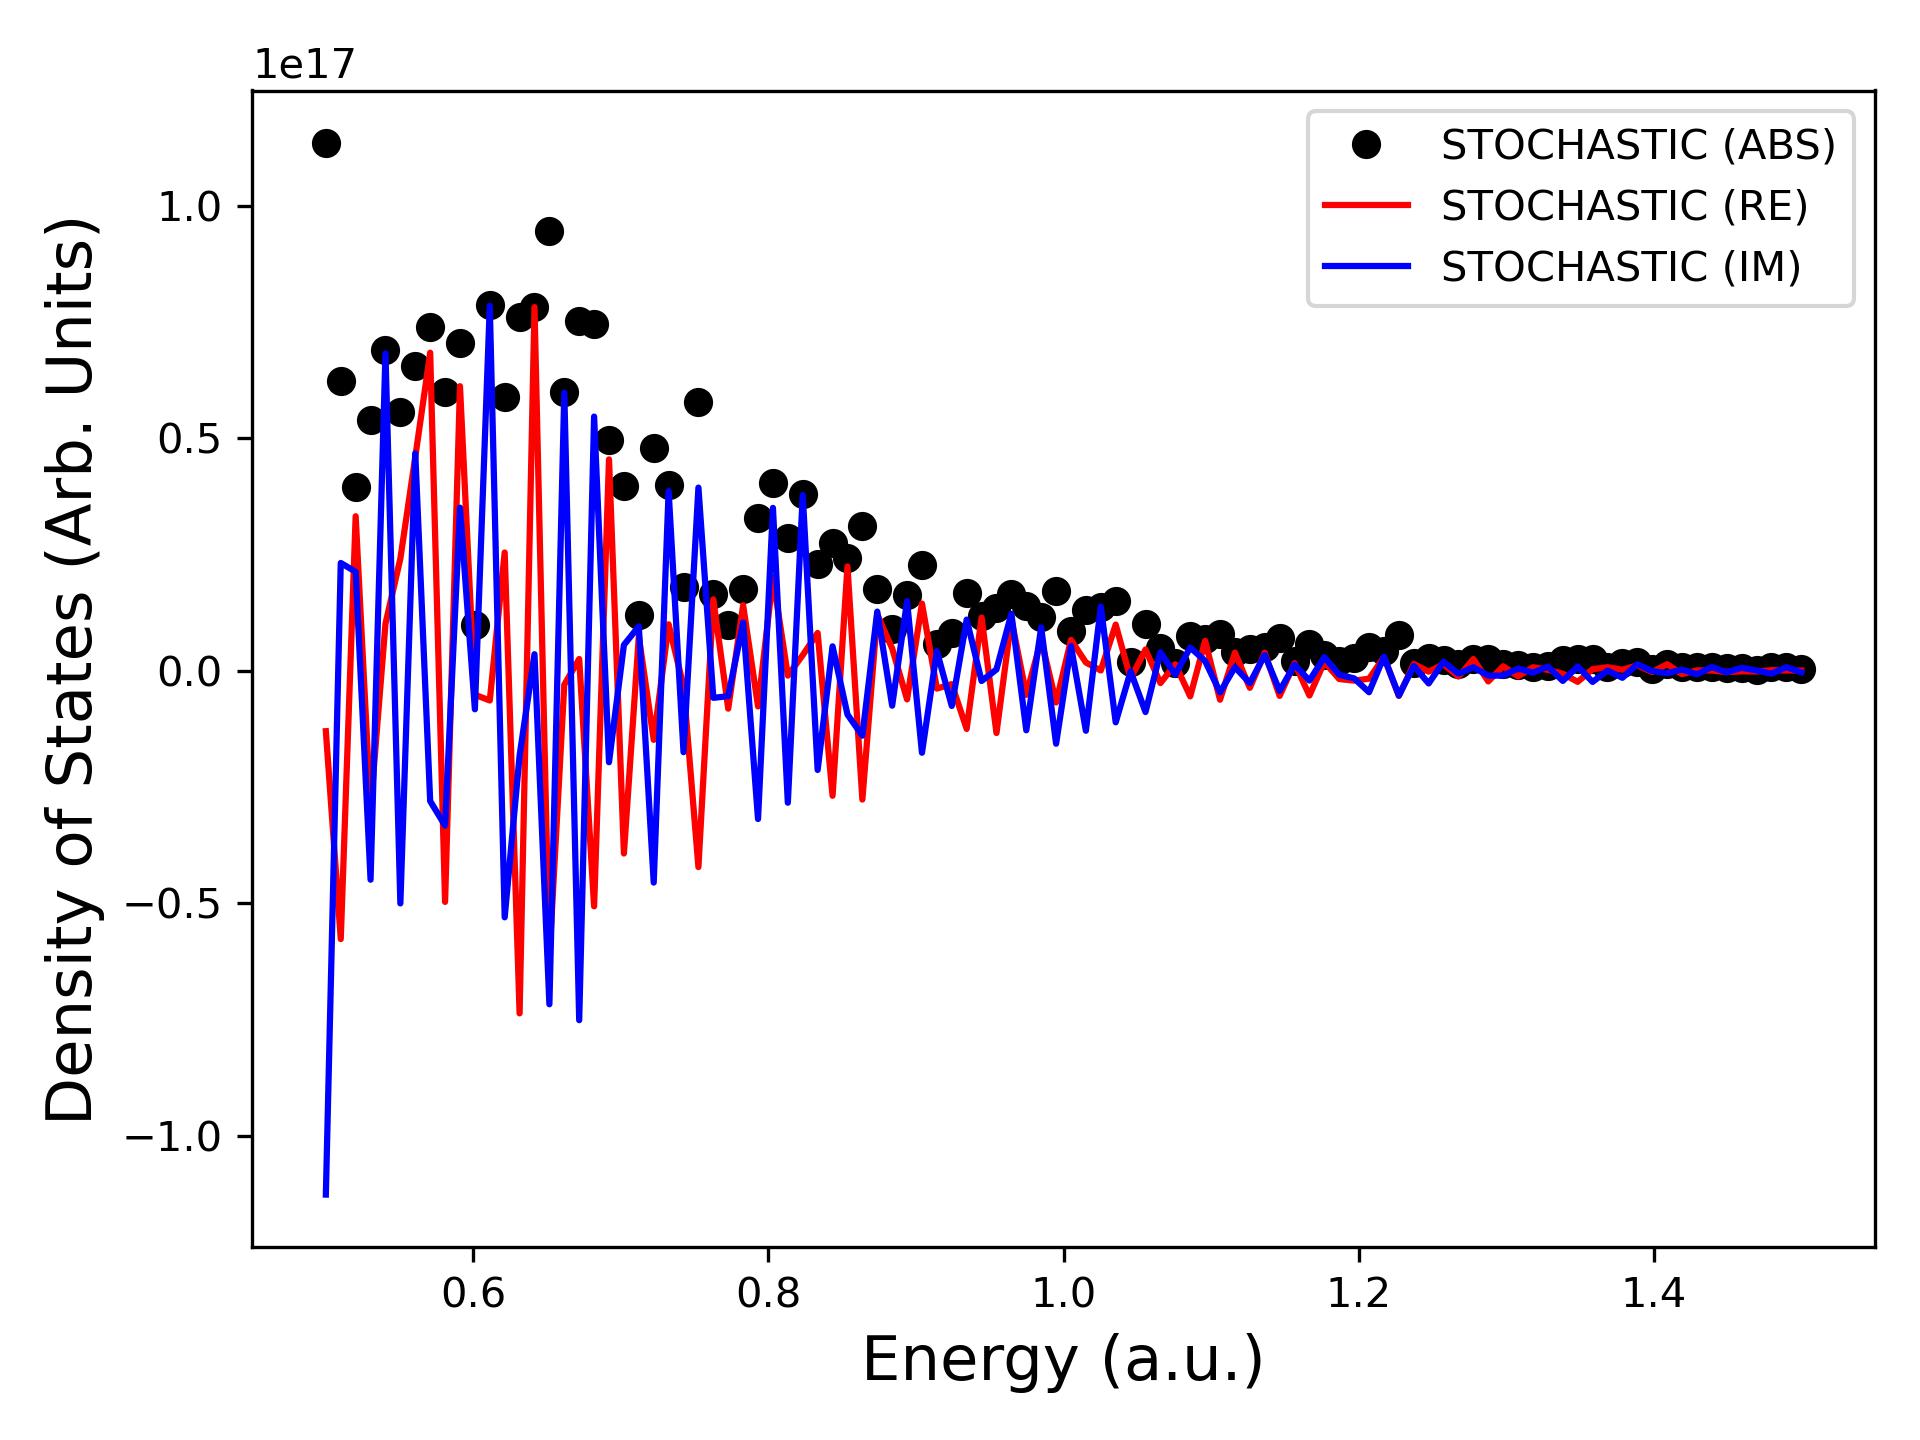 1e17
STOCHASTIC (ABS)
STOCHASTIC (RE)
STOCHASTIC (IM)
1.0
0.5
0.0
−0.5
−1.0
Density of States (Arb. Units)
0.6 0.8 1.0 1.2 1.4
Energy (a.u.)